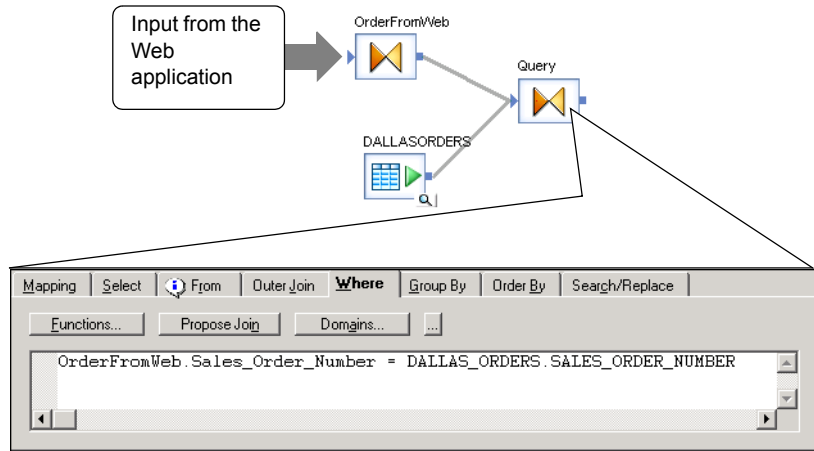 Input from the
Web
application
OrderFromWeb
Query
DALLASORDERS
Mapping Select From Outer Join Where Group By Order By Search/Replace
Functions... Propose Join Domains... ...
OrderFromWeb.Sales_Order_Number = DALLAS_ORDERS.SALES_ORDER_NUMBER